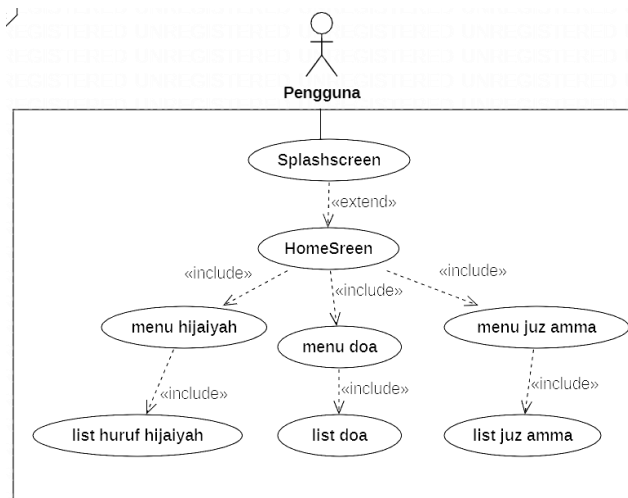 Pengguna
Splashscreen
«extend»
HomeSreen
«include»
«include»
«include»
menu hijaiyah
menu doa
menu juz amma
«include»
«include»
«include»
list huruf hijaiyah
list doa
list juz amma